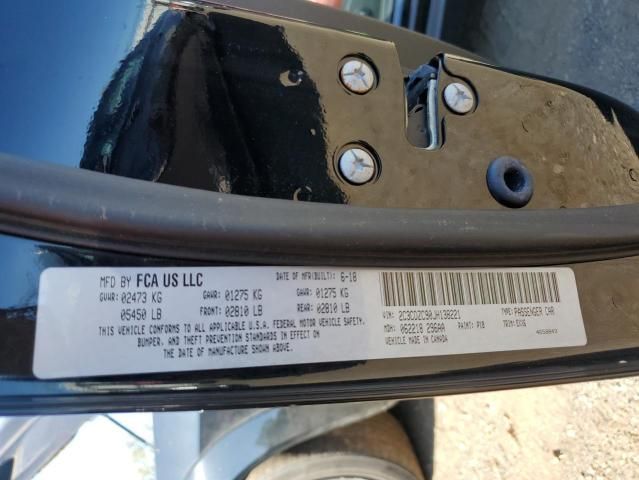 MFD BY FCA US LLC
DATE OF MFR(BUILT): 6-18
GVWR: 02473 KG GAWR: 01275 KG GAWR: 01275 KG
05450 LB FRONT: 02810 LB REAR: 02810 LB
THIS VEHICLE CONFORMS TO ALL APPLICABLE U.S.A. FEDERAL MOTOR VEHICLE SAFETY,
BUMPER, AND THEFT PREVENTION STANDARDS IN EFFECT ON
THE DATE OF MANUFACTURE SHOWN ABOVE.
VIN: 2C3CDZC90JH138221 TYPE: PASSENGER CAR
MDH: 062218 296AA PAINT: PX8 TRIM:
VEHICLE MADE IN CANADA